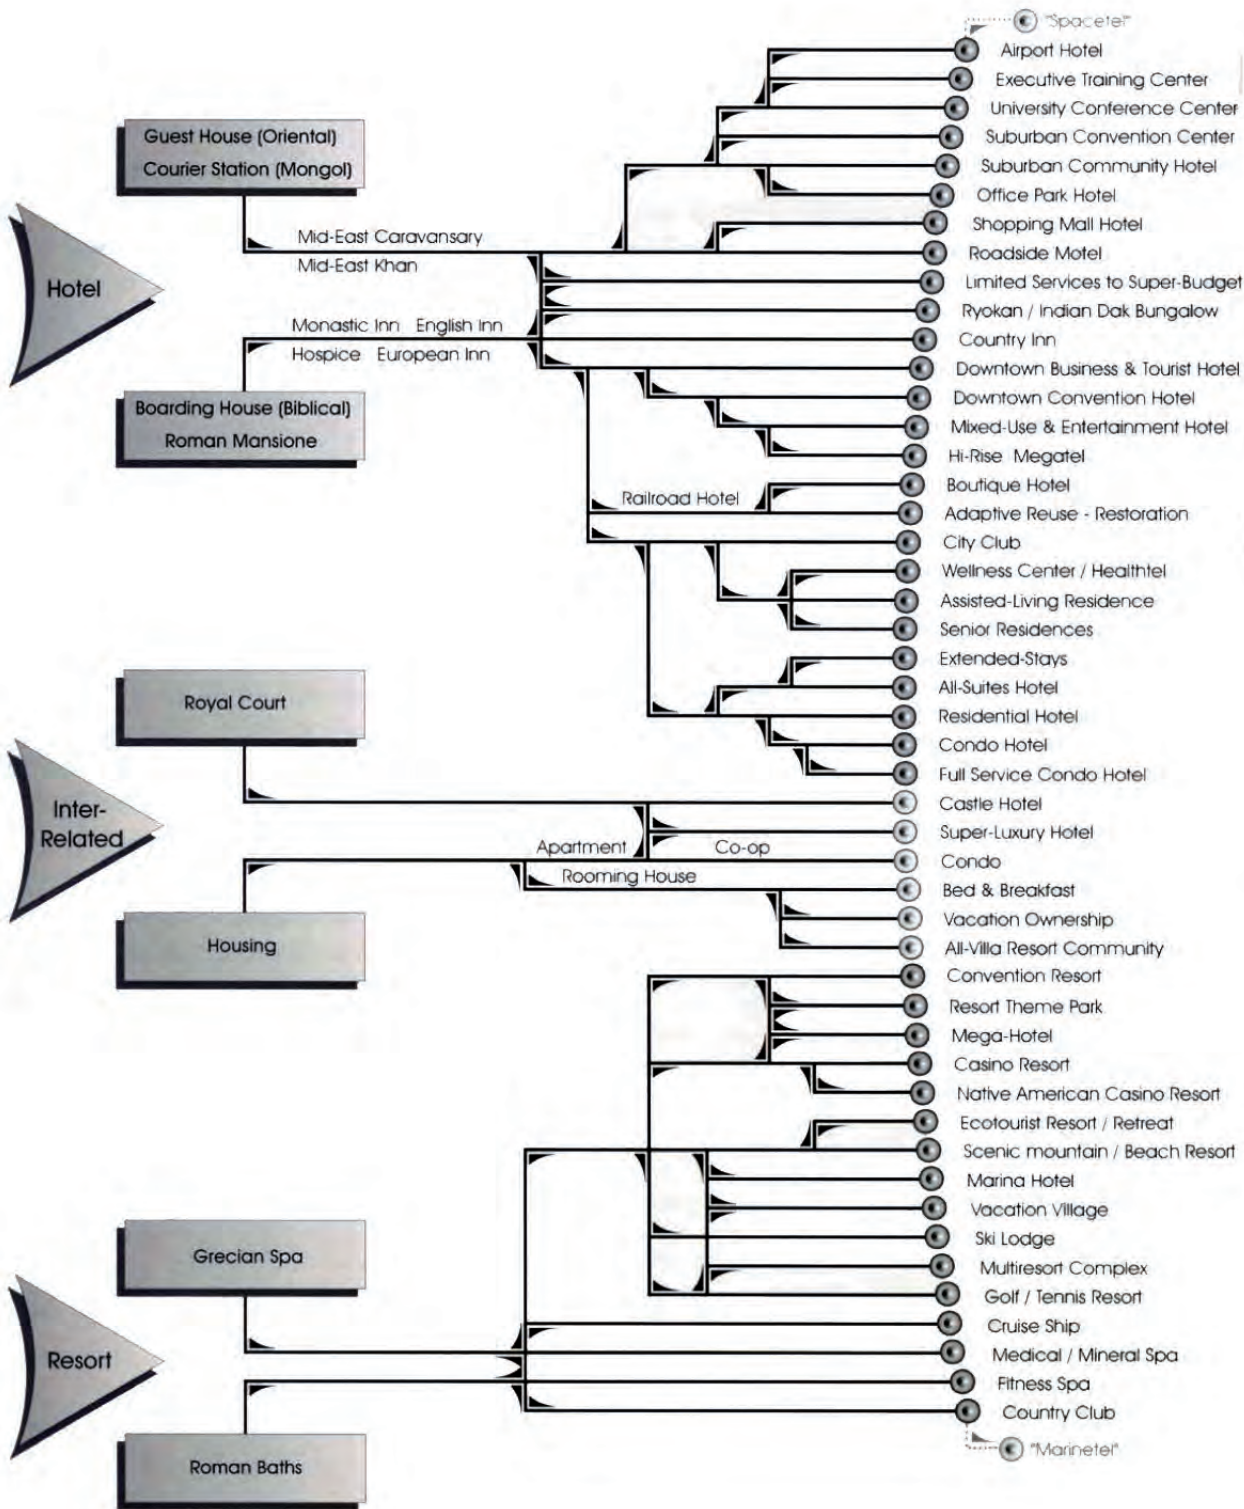 "Spacetel"
Airport Hotel
Executive Training Center
University Conference Center
Suburban Convention Center
Suburban Community Hotel
Office Park Hotel
Shopping Mall Hotel
Roadside Motel
Limited Services to Super-Budget
Ryokan / Indian Dak Bungalow
Country Inn
Downtown Business & Tourist Hotel
Downtown Convention Hotel
Mixed-Use & Entertainment Hotel
Hi-Rise Megatel
Boutique Hotel
Adaptive Reuse - Restoration
City Club
Wellness Center / Healthtel
Assisted-Living Residence
Senior Residences
Extended-Stays
All-Suites Hotel
Residential Hotel
Condo Hotel
Full Service Condo Hotel
Castle Hotel
Super-Luxury Hotel
Condo
Bed & Breakfast
Vacation Ownership
All-Villa Resort Community
Convention Resort
Resort Theme Park
Mega-Hotel
Casino Resort
Native American Casino Resort
Ecotourist Resort / Retreat
Scenic mountain / Beach Resort
Marina Hotel
Vacation Village
Ski Lodge
Multiresort Complex
Golf / Tennis Resort
Cruise Ship
Medical / Mineral Spa
Fitness Spa
Country Club
"Marinetel"
Hotel
Guest House (Oriental)
Courier Station (Mongol)
Mid-East Caravansary
Mid-East Khan
Monastic Inn English Inn
Hospice European Inn
Boarding House (Biblical)
Roman Mansione
Railroad Hotel
Inter-
Related
Royal Court
Apartment
Co-op
Rooming House
Housing
Resort
Grecian Spa
Roman Baths